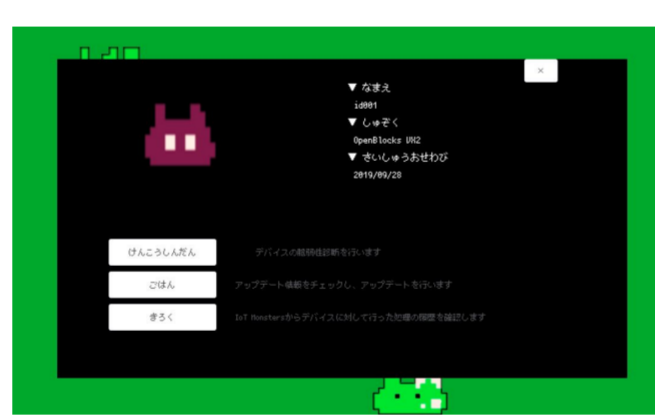 ×
▼ なまえ
id001
▼ しゅぞく
OpenBlocks VX2
▼ さいしゅうおせわび
2019/09/28
けんこうしんだん
デバイスの脆弱性診断を行います
ごはん
アップデート情報をチェックし、アップデートを行います
きろく
IoT Monstersからデバイスに対して行った処理の履歴を確認します